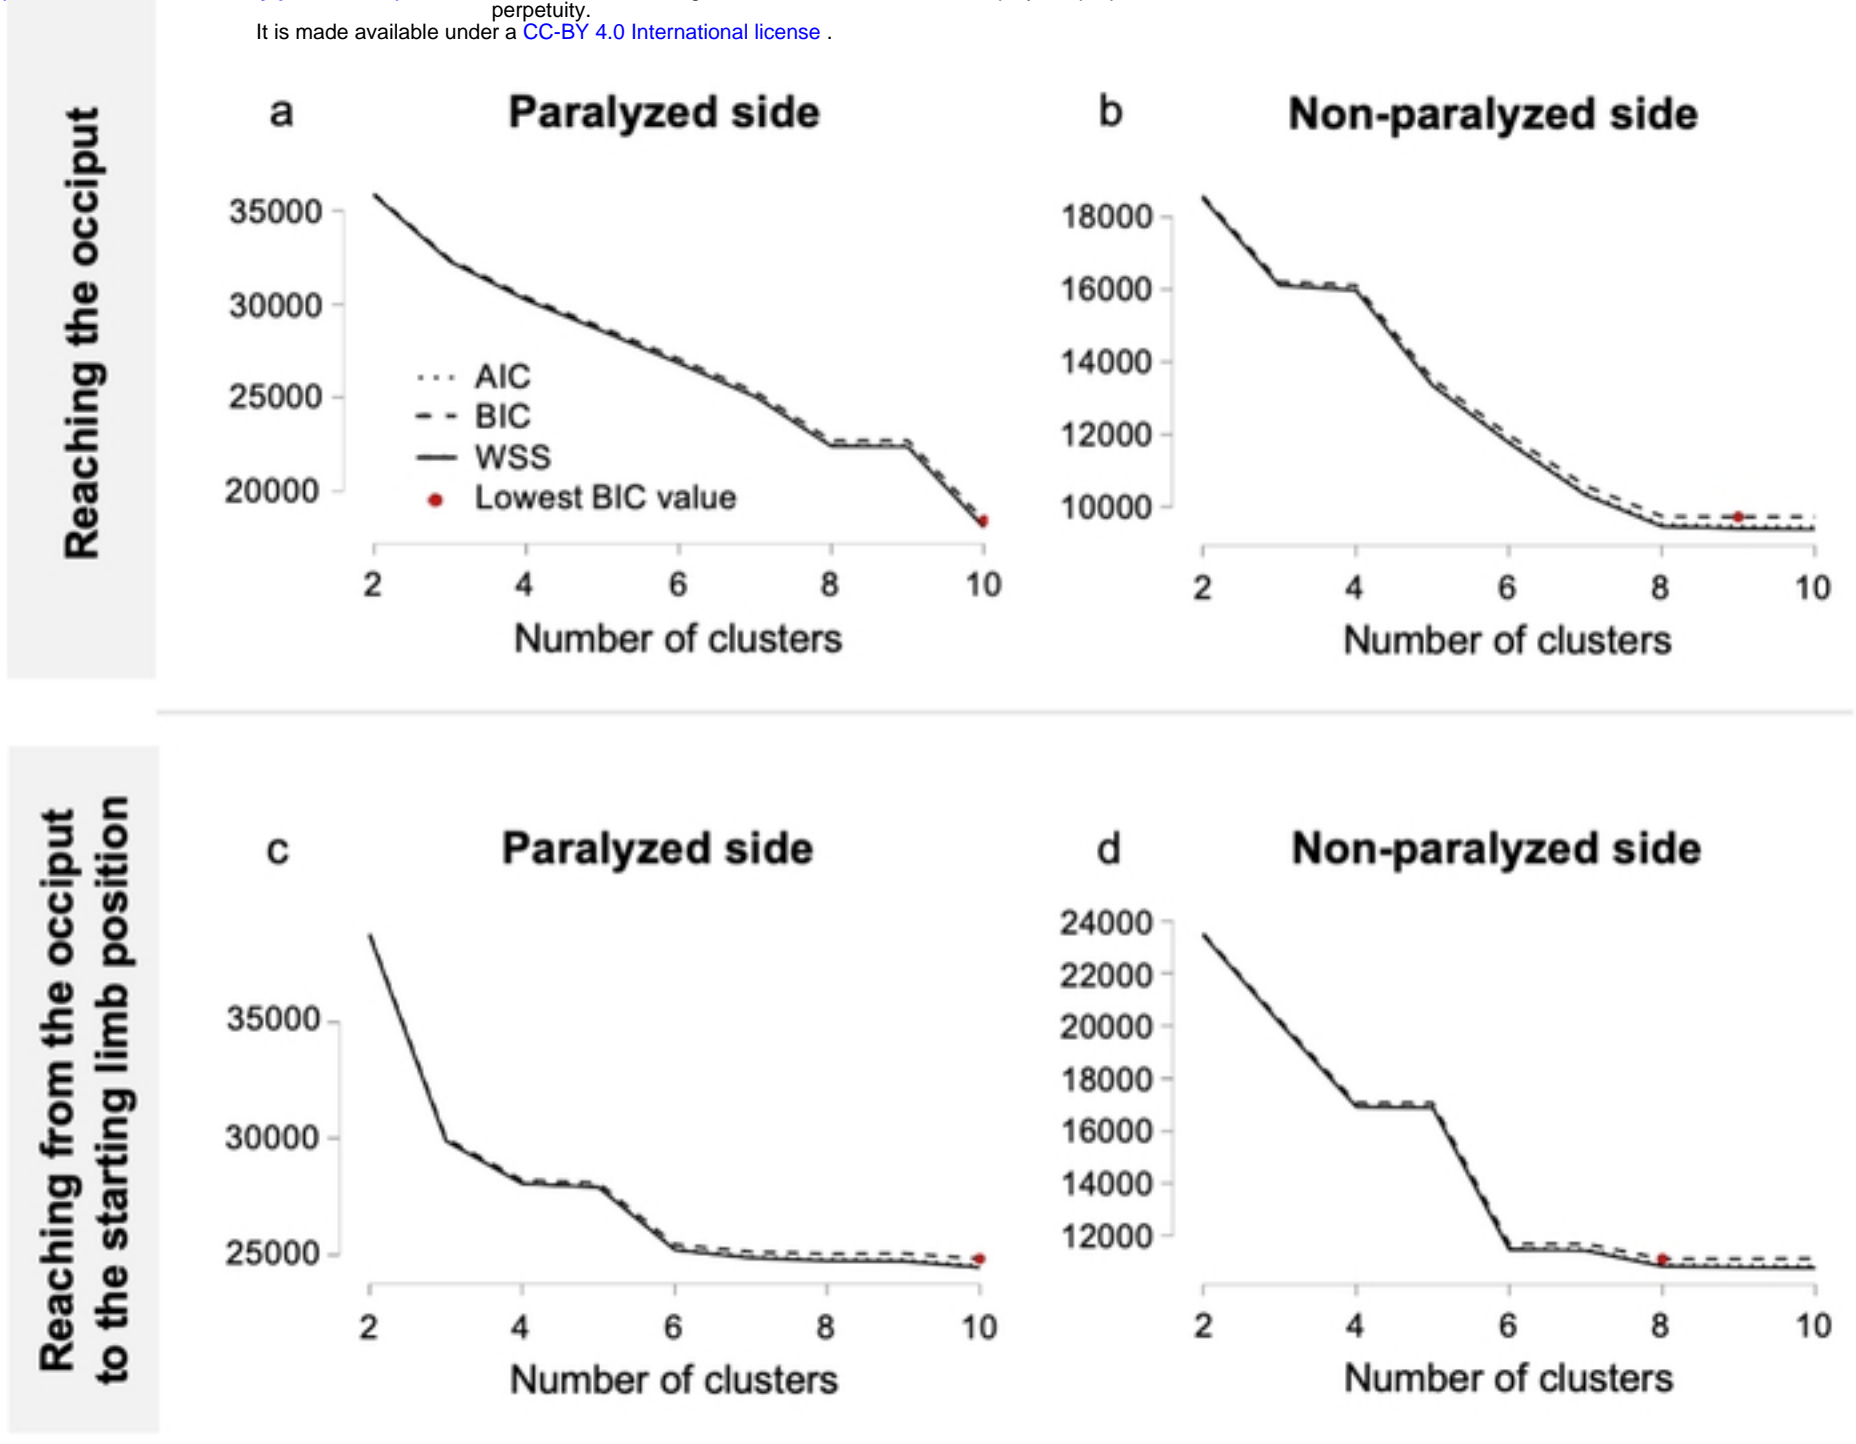 perpetuity.
It is made available under a CC-BY 4.0 International license .
Reaching the occiput
a
Paralyzed side
35000
30000
25000
20000
AIC
BIC
WSS
Lowest BIC value
2 4 6 8 10
Number of clusters
b
Non-paralyzed side
18000
16000
14000
12000
10000
2 4 6 8 10
Number of clusters
Reaching from the occiput
to the starting limb position
c
Paralyzed side
35000
30000
25000
2 4 6 8 10
Number of clusters
d
Non-paralyzed side
24000
22000
20000
18000
16000
14000
12000
2 4 6 8 10
Number of clusters